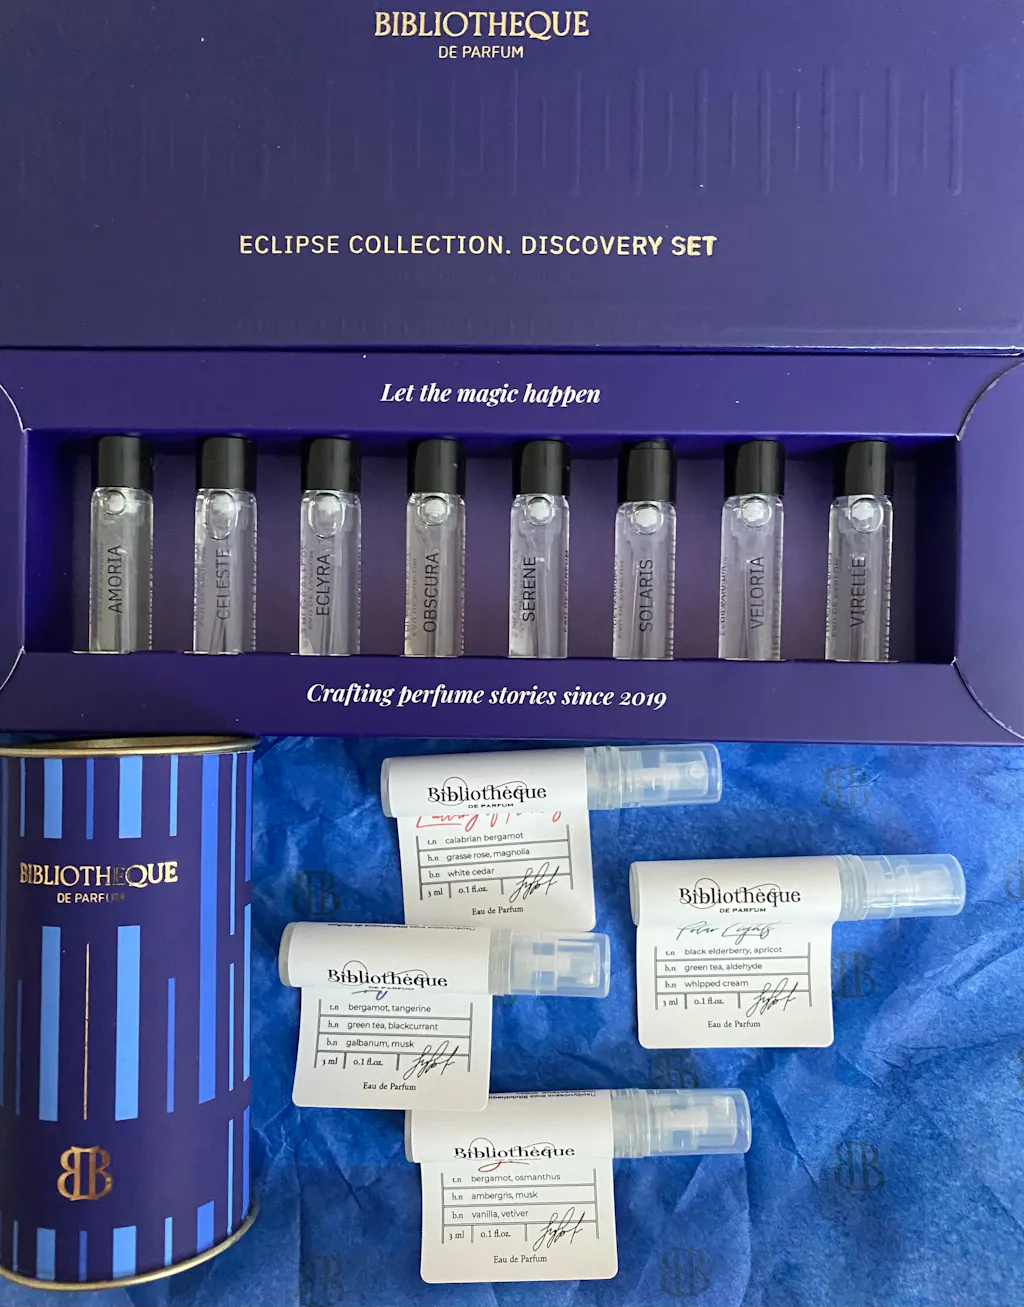 BIBLIOTHEQUE
DE PARFUM
ECLIPSE COLLECTION. DISCOVERY SET
Let the magic happen
AMORIA
CELESTE
ECLYRA
OBSCURA
SERENE
SOLARIS
VELORIA
VIRELLE
Crafting perfume stories since 2019
BIBLIOTHEQUE
DE PARFUM
BB
Bibliothèque
DE PARFUM
t.n calabrian bergamot
h.n grasse rose, magnolia
b.n white cedar
3 ml 0.1 fl.oz.
Eau de Parfum
Bibliothèque
DE PARFUM
t.n black elderberry, apricot
h.n green tea, aldehyde
b.n whipped cream
3 ml 0.1 fl.oz.
Eau de Parfum
Bibliothèque
DE PARFUM
t.n bergamot, tangerine
h.n green tea, blackcurrant
b.n galbanum, musk
3 ml 0.1 fl.oz.
Eau de Parfum
Bibliothèque
t.n bergamot, osmanthus
h.n ambergris, musk
b.n vanilla, vetiver
3 ml 0.1 fl.oz.
Eau de Parfum